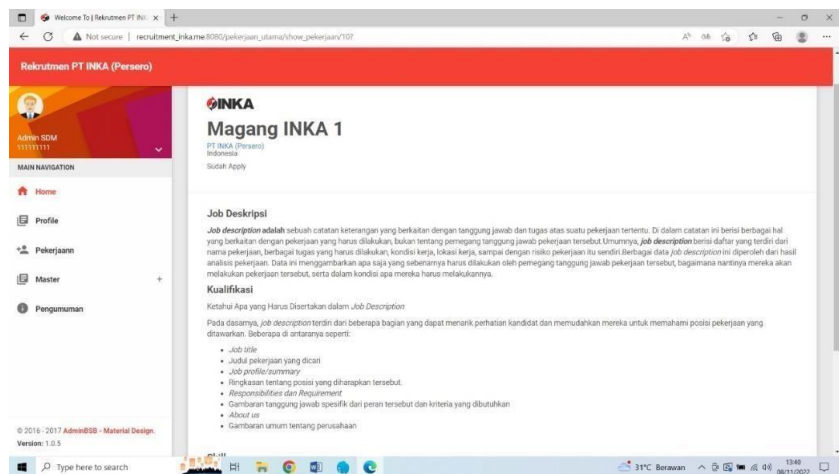 Welcome To | Rekrutmen PT INK
Not secure | recruitment_inka.me:8080/pekerjaan_utama/show_pekerjaan/107
Rekrutmen PT INKA (Persero)
Admin SDM
111111111
MAIN NAVIGATION
Home
Profile
Pekerjaann
Master
Pengumuman
© 2016 - 2017 AdminBSB - Material Design.
Version: 1.0.5
INKA
Magang INKA 1
PT INKA (Persero)
Indonesia
Sudah Apply
Job Deskripsi
Job description adalah sebuah catatan keterangan yang berkaitan dengan tanggung jawab dan tugas atas suatu pekerjaan tertentu. Di dalam catatan ini berisi berbagai hal
yang berkaitan dengan pekerjaan yang harus dilakukan, bukan tentang pemegang tanggung jawab pekerjaan tersebut.Umumnya, job description berisi daftar yang terdiri dari
nama pekerjaan, berbagai tugas yang harus dilakukan, kondisi kerja, lokasi kerja, sampai dengan risiko pekerjaan itu sendiri.Berbagai data job description ini diperoleh dari hasil
analisis pekerjaan. Data ini menggambarkan apa saja yang sebenarnya harus dilakukan oleh pemegang tanggung jawab pekerjaan tersebut, bagaimana nantinya mereka akan
melakukan pekerjaan tersebut, serta dalam kondisi apa mereka harus melakukannya.
Kualifikasi
Ketahui Apa yang Harus Disertakan dalam Job Description
Pada dasarnya, job description terdiri dari beberapa bagian yang dapat menarik perhatian kandidat dan memudahkan mereka untuk memahami posisi pekerjaan yang
ditawarkan. Beberapa di antaranya seperti:
Job title
Judul pekerjaan yang dicari
Job profile/summary
Ringkasan tentang posisi yang diharapkan tersebut.
Responsibilities dan Requirement
Gambaran tanggung jawab spesifik dari peran tersebut dan kriteria yang dibutuhkan
About us
Gambaran umum tentang perusahaan
Type here to search
31°C Berawan
13:40
08/11/2022